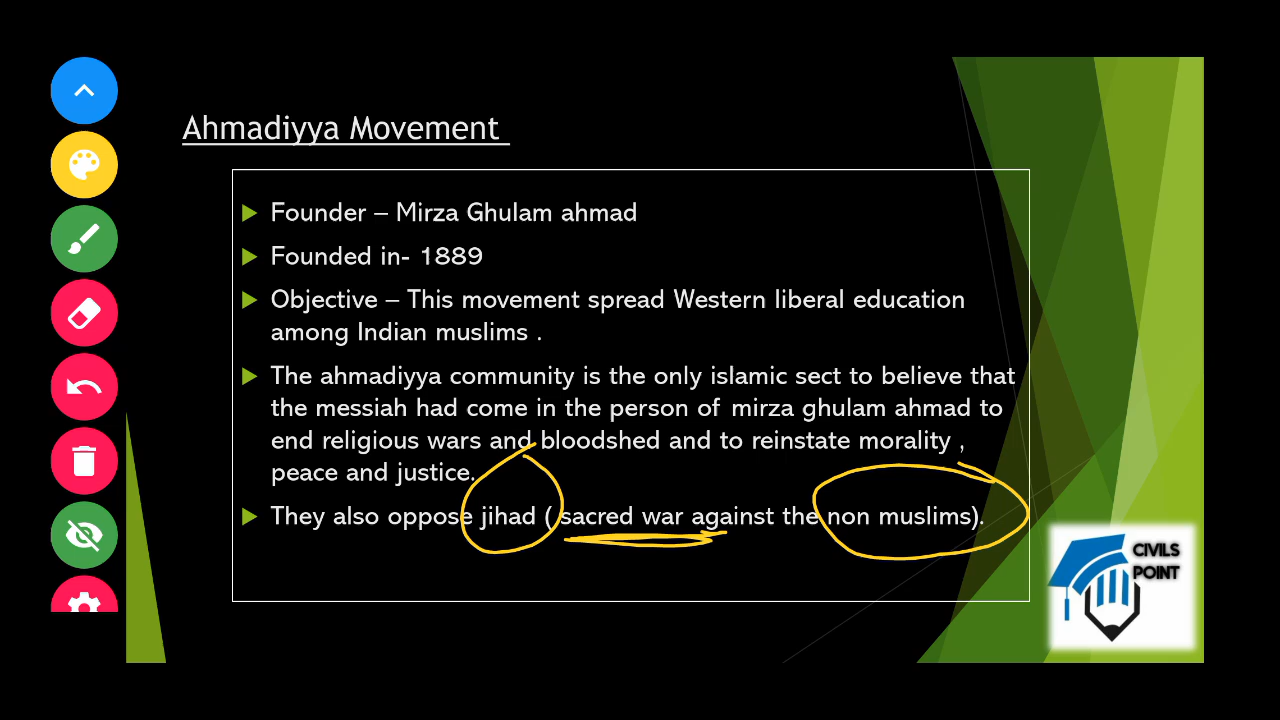 Ahmadiyya Movement
Founder – Mirza Ghulam ahmad
Founded in- 1889
Objective – This movement spread Western liberal education
among Indian muslims .
The ahmadiyya community is the only islamic sect to believe that
the messiah had come in the person of mirza ghulam ahmad to
end religious wars and bloodshed and to reinstate morality ,
peace and justice.
They also oppose jihad ( sacred war against the non muslims).
CIVILS
POINT